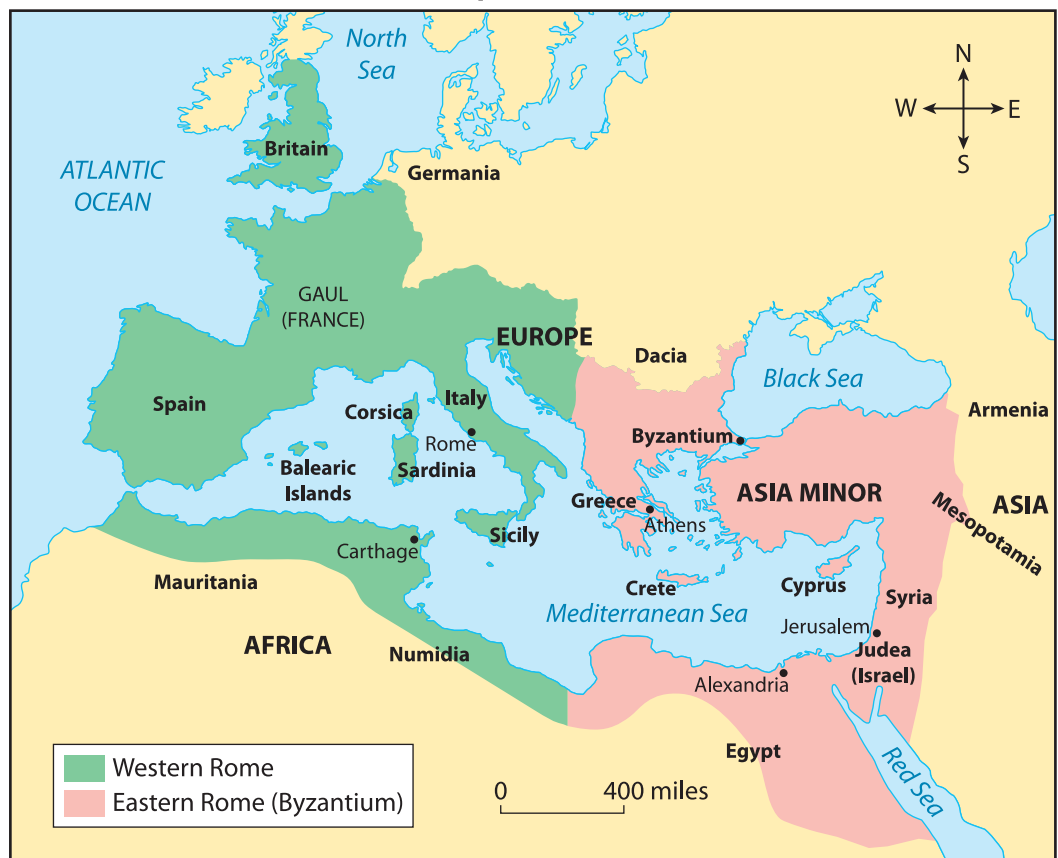 North
Sea
N
W
E
S
ATLANTIC
OCEAN
Britain
Germania
GAUL
(FRANCE)
EUROPE
Dacia
Black Sea
Spain
Corsica
Italy
Armenia
Rome
Byzantium
Balearic
Islands
Sardinia
ASIA MINOR
ASIA
Mesopotamia
Greece
Athens
Sicily
Carthage
Mauritania
Crete
Cyprus
Syria
Mediterranean Sea
Jerusalem
Judea
(Israel)
AFRICA
Numidia
Alexandria
Egypt
Red Sea
Western Rome
Eastern Rome (Byzantium)
0
400 miles